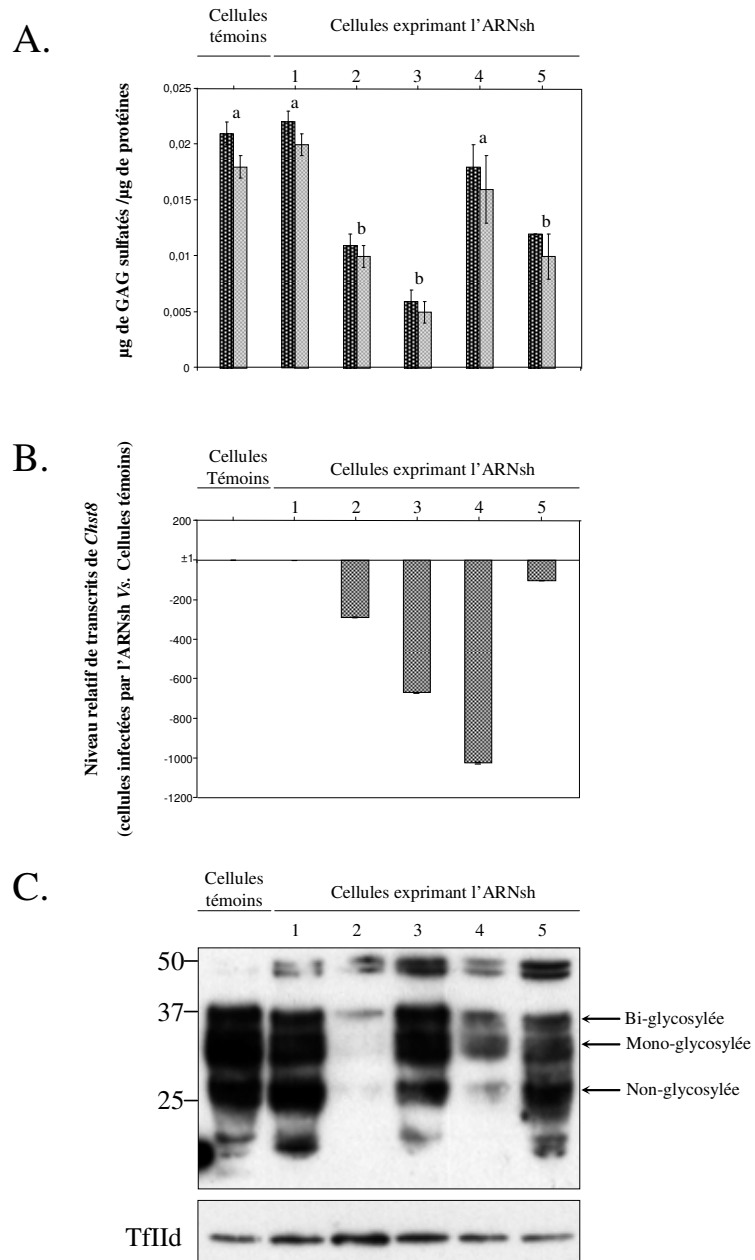 A.
Cellules
témoins
Cellules exprimant l'ARNsh
1 2 3 4 5
µg de GAG sulfatés /µg de protéines
0,025
0,02
0,015
0,01
0,005
0
a a b b a b
B.
Cellules
Témoins
Cellules exprimant l'ARNsh
1 2 3 4 5
Niveau relatif de transcrits de Chst8
(cellules infectées par l'ARNsh Vs. Cellules témoins)
200
±1
-200
-400
-600
-800
-1000
-1200
C.
Cellules
témoins
Cellules exprimant l'ARNsh
1 2 3 4 5
50
37
25
Bi-glycosylée
Mono-glycosylée
Non-glycosylée
TfIId